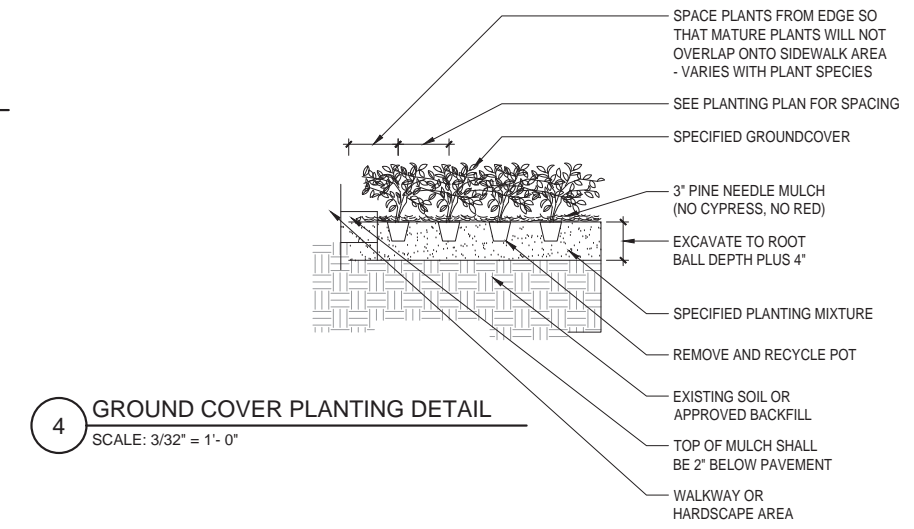 SPACE PLANTS FROM EDGE SO
THAT MATURE PLANTS WILL NOT
OVERLAP ONTO SIDEWALK AREA
- VARIES WITH PLANT SPECIES
SEE PLANTING PLAN FOR SPACING
SPECIFIED GROUNDCOVER
3" PINE NEEDLE MULCH
(NO CYPRESS, NO RED)
EXCAVATE TO ROOT
BALL DEPTH PLUS 4"
SPECIFIED PLANTING MIXTURE
REMOVE AND RECYCLE POT
EXISTING SOIL OR
APPROVED BACKFILL
TOP OF MULCH SHALL
BE 2" BELOW PAVEMENT
WALKWAY OR
HARDSCAPE AREA
4
GROUND COVER PLANTING DETAIL
SCALE: 3/32" = 1'- 0"